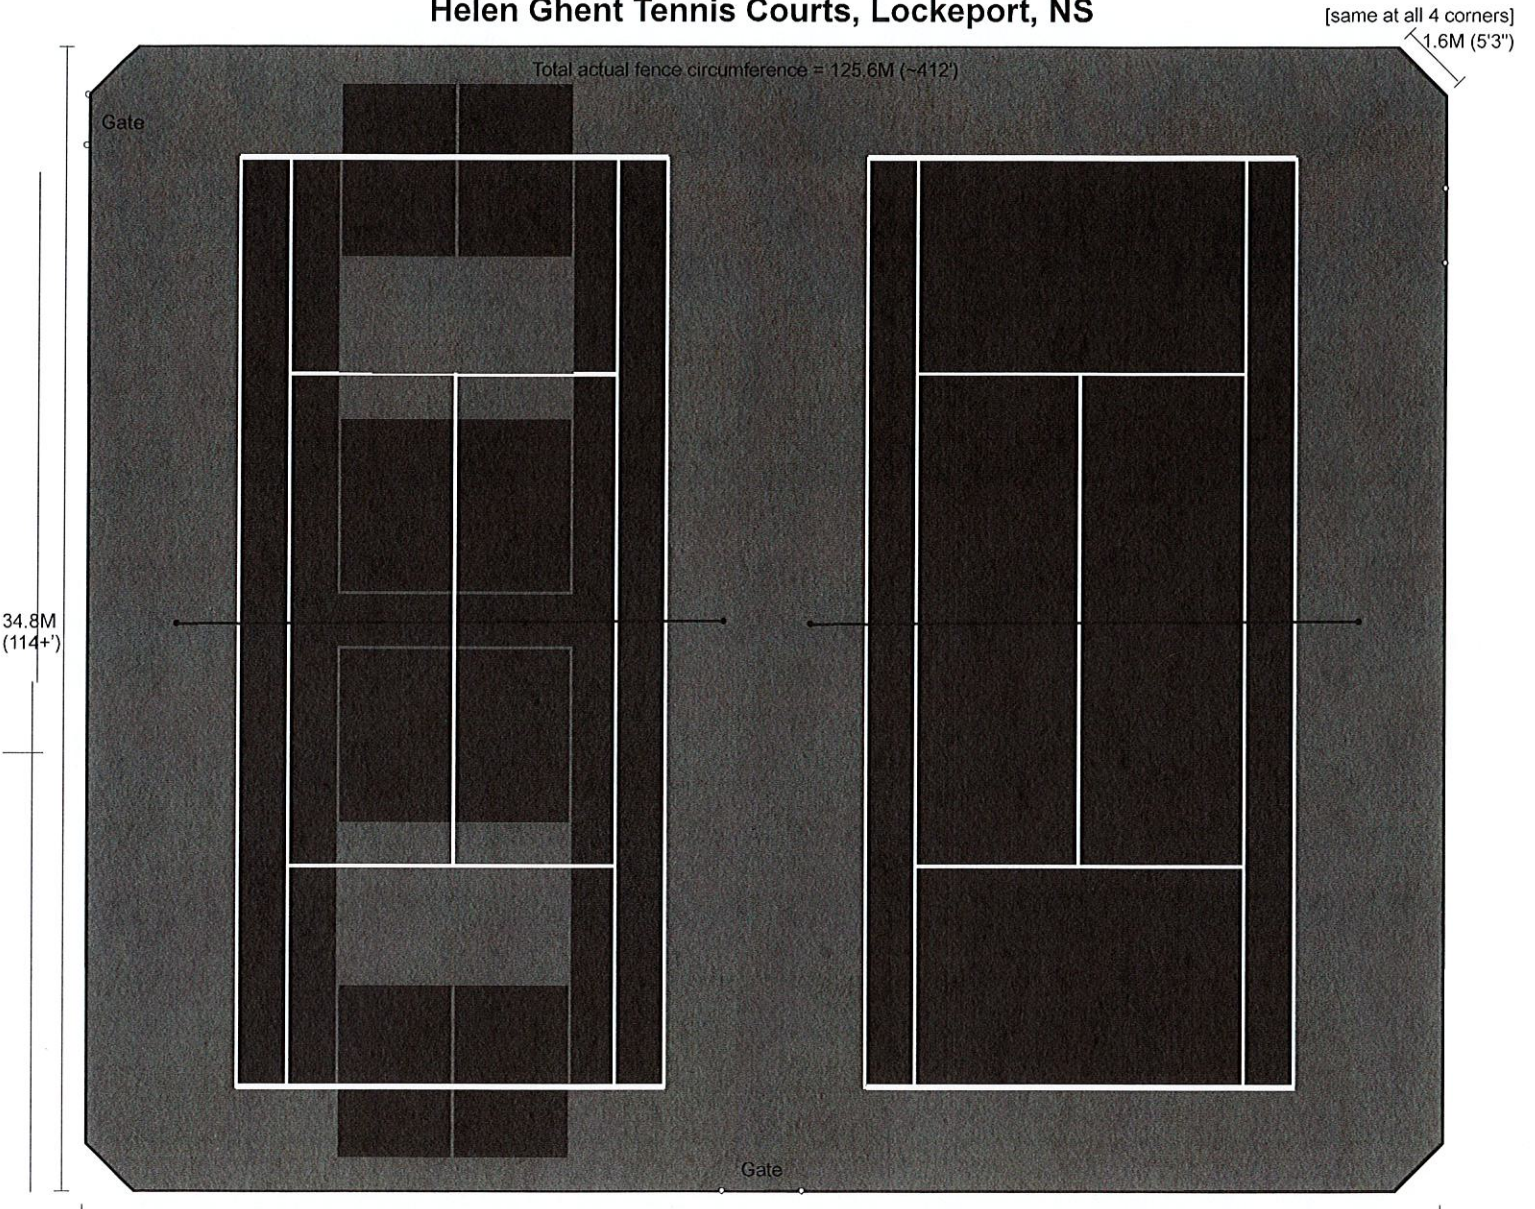 Helen Ghent Tennis Courts, Lockeport, NS
[same at all 4 corners]
1.6M (5'3")
Total actual fence circumference = 125.6M (~412')
Gate
34.8M
(114+')
Gate